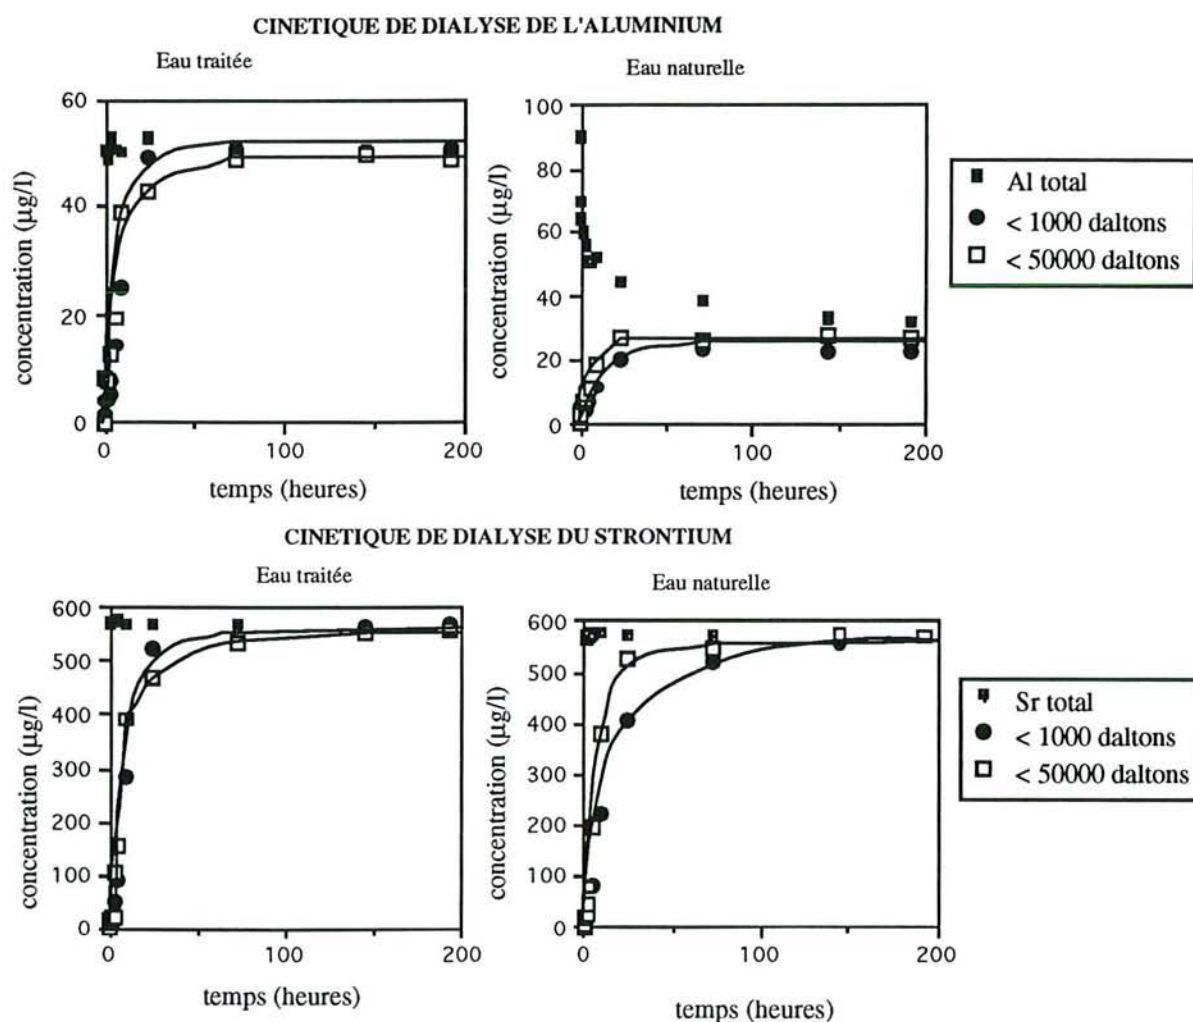 CINETIQUE DE DIALYSE DE L'ALUMINIUM
Eau traitée
Eau naturelle
60
40
20
0
concentration (µg/l)
0 100 200
temps (heures)
100
80
60
40
20
0
concentration (µg/l)
0 100 200
temps (heures)
Al total
< 1000 daltons
< 50000 daltons
CINETIQUE DE DIALYSE DU STRONTIUM
Eau traitée
Eau naturelle
600
500
400
300
200
100
0
concentration (µg/l)
0 100 200
temps (heures)
600
500
400
300
200
100
0
concentration (µg/l)
0 100 200
temps (heures)
Sr total
< 1000 daltons
< 50000 daltons